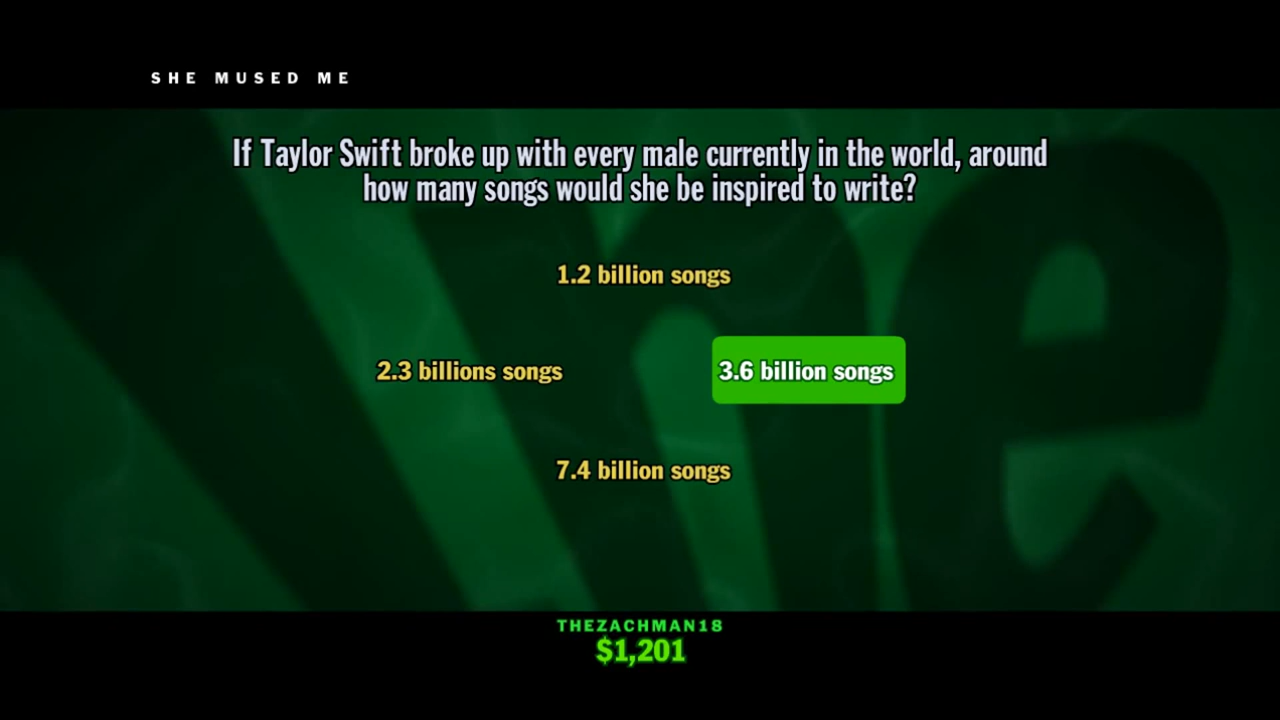 SHE MUSED ME
If Taylor Swift broke up with every male currently in the world, around
how many songs would she be inspired to write?
1.2 billion songs
2.3 billions songs
3.6 billion songs
7.4 billion songs
THEZACHMAN18
$1,201